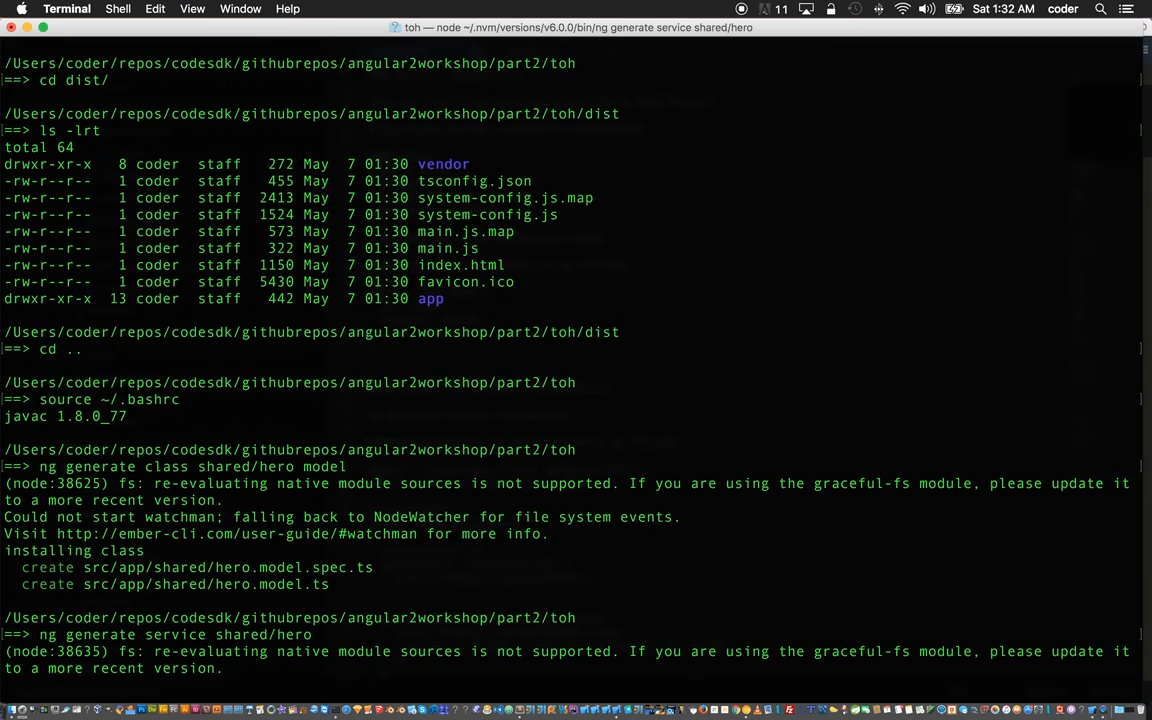 Terminal Shell Edit View Window Help 11 Sat 1:32 AM coder
toh — node ~/.nvm/versions/v6.0.0/bin/ng generate service shared/hero
/Users/coder/repos/codesdk/githubrepos/angular2workshop/part2/toh
==> cd dist/
/Users/coder/repos/codesdk/githubrepos/angular2workshop/part2/toh/dist
==> ls -lrt
total 64
drwxr-xr-x 8 coder staff 272 May 7 01:30 vendor
-rw-r--r-- 1 coder staff 455 May 7 01:30 tsconfig.json
-rw-r--r-- 1 coder staff 2413 May 7 01:30 system-config.js.map
-rw-r--r-- 1 coder staff 1524 May 7 01:30 system-config.js
-rw-r--r-- 1 coder staff 573 May 7 01:30 main.js.map
-rw-r--r-- 1 coder staff 322 May 7 01:30 main.js
-rw-r--r-- 1 coder staff 1150 May 7 01:30 index.html
-rw-r--r-- 1 coder staff 5430 May 7 01:30 favicon.ico
drwxr-xr-x 13 coder staff 442 May 7 01:30 app
/Users/coder/repos/codesdk/githubrepos/angular2workshop/part2/toh/dist
==> cd ..
/Users/coder/repos/codesdk/githubrepos/angular2workshop/part2/toh
==> source ~/.bashrc
javac 1.8.0_77
/Users/coder/repos/codesdk/githubrepos/angular2workshop/part2/toh
==> ng generate class shared/hero model
(node:38625) fs: re-evaluating native module sources is not supported. If you are using the graceful-fs module, please update it
to a more recent version.
Could not start watchman; falling back to NodeWatcher for file system events.
Visit http://ember-cli.com/user-guide/#watchman for more info.
installing class
create src/app/shared/hero.model.spec.ts
create src/app/shared/hero.model.ts
/Users/coder/repos/codesdk/githubrepos/angular2workshop/part2/toh
==> ng generate service shared/hero
(node:38635) fs: re-evaluating native module sources is not supported. If you are using the graceful-fs module, please update it
to a more recent version.